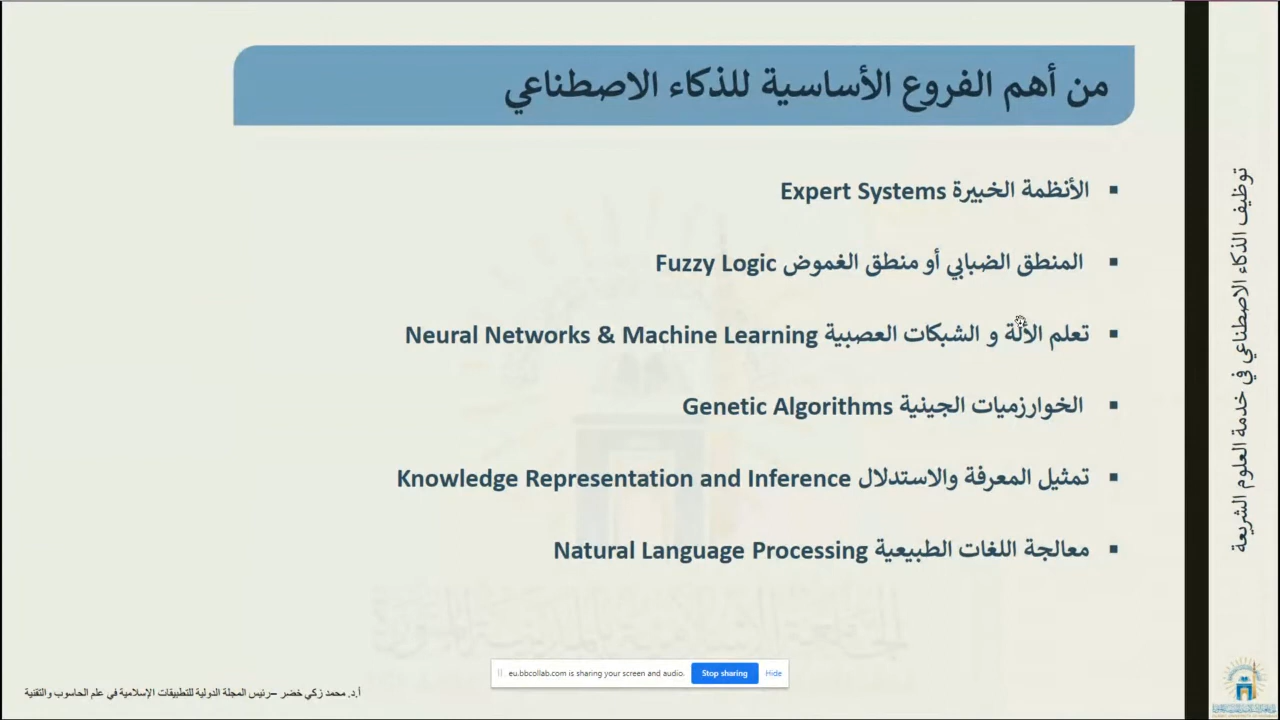 من أهم الفروع الأساسية للذكاء الاصطناعي
الأنظمة الخبيرة Expert Systems
المنطق الضبابي أو منطق الغموض Fuzzy Logic
تعلم الألة و الشبكات العصبية Neural Networks & Machine Learning
الخوارزميات الجينية Genetic Algorithms
تمثيل المعرفة والاستدلال Knowledge Representation and Inference
معالجة اللغات الطبيعية Natural Language Processing
توظيف الذكاء الاصطناعي في خدمة العلوم الشريعة
eu.bbcollab.com is sharing your screen and audio. Stop sharing Hide
أ.د. محمد زكي خضر –رئيس المجلة الدولية للتطبيقات الإسلامية في علم الحاسوب والتقنية